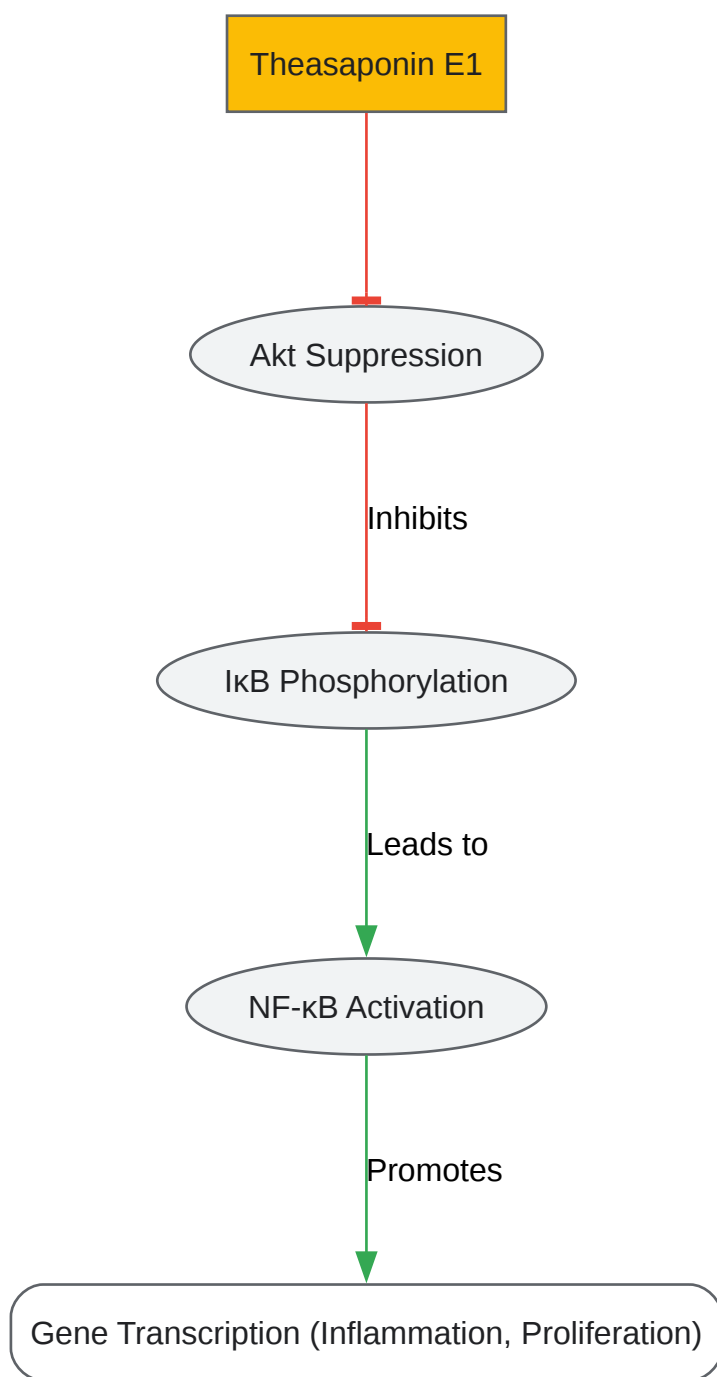 Theasaponin E1
Akt Suppression
Inhibits
IκB Phosphorylation
Leads to
NF-κB Activation
Promotes
Gene Transcription (Inflammation, Proliferation)